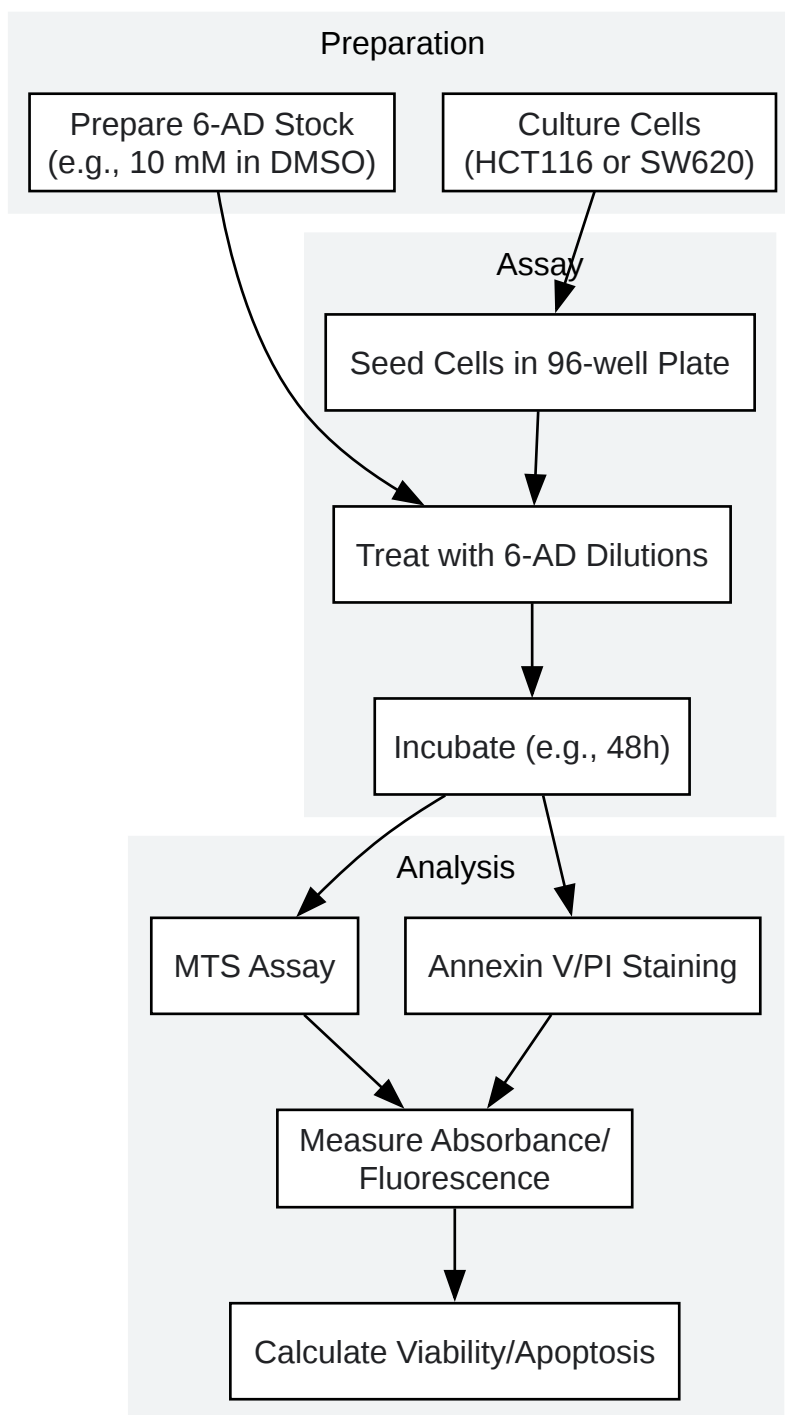 Preparation
Prepare 6-AD Stock
(e.g., 10 mM in DMSO)
Culture Cells
(HCT116 or SW620)
Assay
Seed Cells in 96-well Plate
Treat with 6-AD Dilutions
Incubate (e.g., 48h)
Analysis
MTS Assay
Annexin V/PI Staining
Measure Absorbance/
Fluorescence
Calculate Viability/Apoptosis